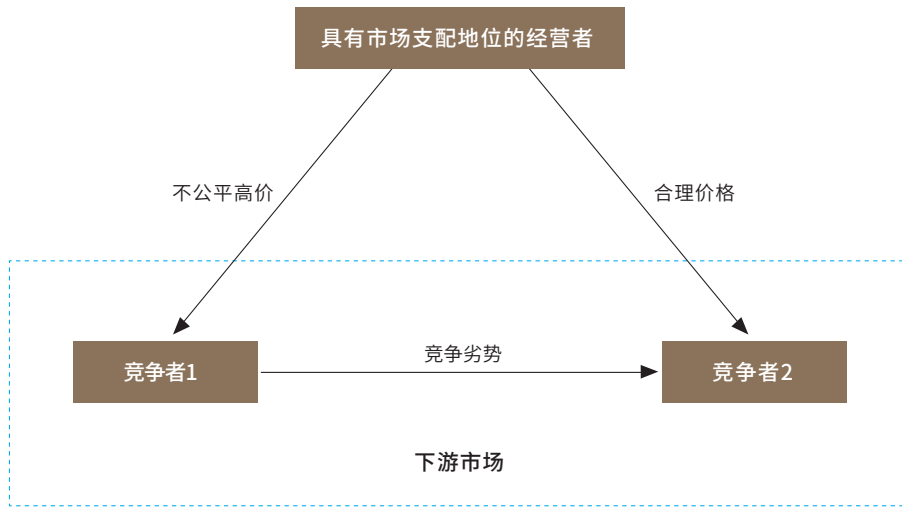 具有市场支配地位的经营者
不公平高价
合理价格
竞争劣势
竞争者1
竞争者2
下游市场